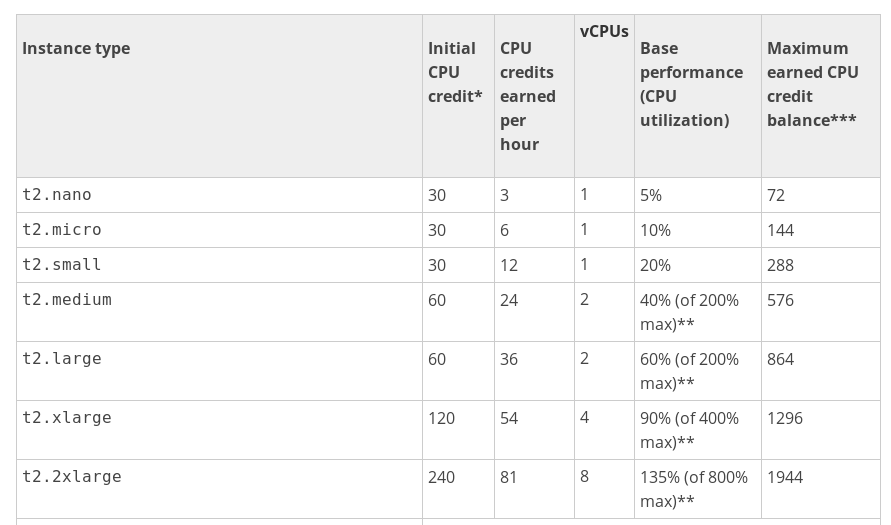 Instance type
Initial CPU credit*
CPU credits earned per hour
vCPUs
Base performance (CPU utilization)
Maximum earned CPU credit balance***
t2.nano 30 3 1 5% 72
t2.micro 30 6 1 10% 144
t2.small 30 12 1 20% 288
t2.medium 60 24 2 40% (of 200% max)** 576
t2.large 60 36 2 60% (of 200% max)** 864
t2.xlarge 120 54 4 90% (of 400% max)** 1296
t2.2xlarge 240 81 8 135% (of 800% max)** 1944